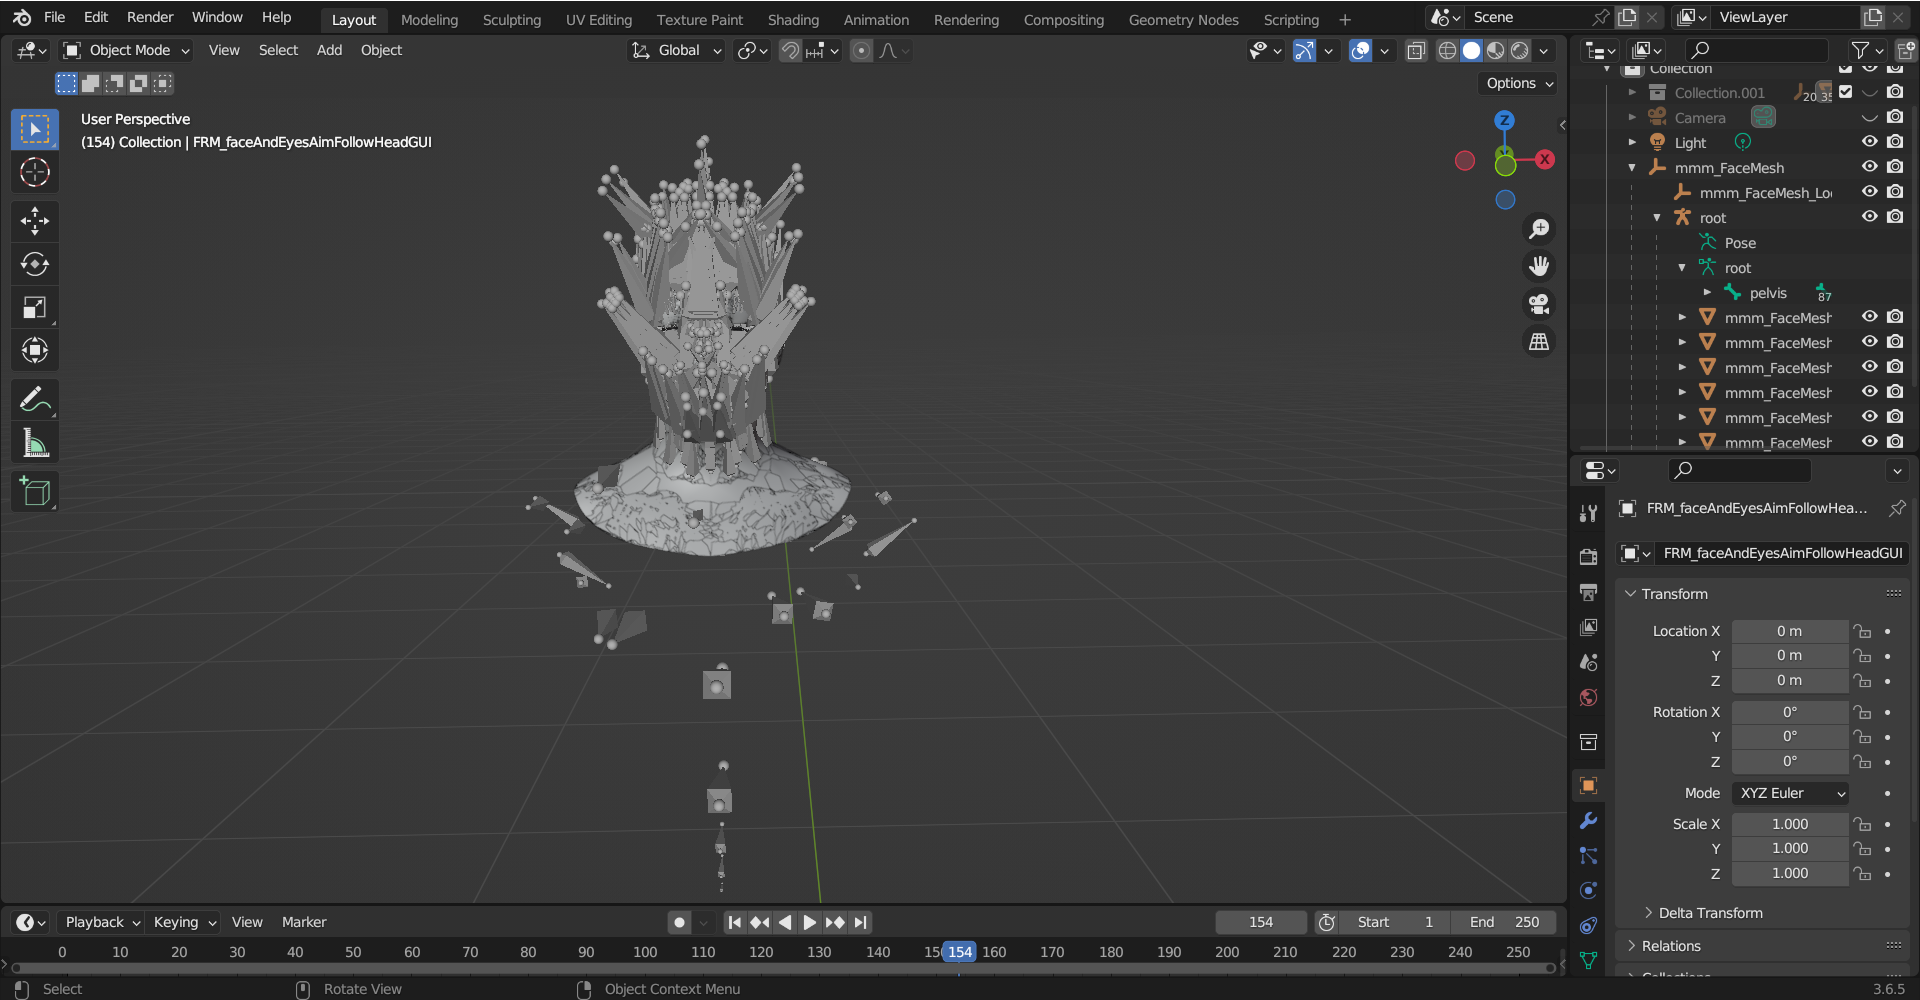 File Edit Render Window Help Layout Modeling Sculpting UV Editing Texture Paint Shading Animation Rendering Compositing Geometry Nodes Scripting + Scene ViewLayer
Object Mode View Select Add Object Global
Options
User Perspective
(154) Collection | FRM_faceAndEyesAimFollowHeadGUI
Z
X
Collection
Collection.001 20 35
Camera
Light
mmm_FaceMesh
mmm_FaceMesh_Lo
root
Pose
root
pelvis 87
mmm_FaceMesh
mmm_FaceMesh
mmm_FaceMesh
mmm_FaceMesh
mmm_FaceMesh
mmm_FaceMesh
FRM_faceAndEyesAimFollowHea...
FRM_faceAndEyesAimFollowHeadGUI
Transform
Location X 0 m
Y 0 m
Z 0 m
Rotation X 0°
Y 0°
Z 0°
Mode XYZ Euler
Scale X 1.000
Y 1.000
Z 1.000
Delta Transform
Relations
Collections
Playback Keying View Marker 154 Start 1 End 250
0 10 20 30 40 50 60 70 80 90 100 110 120 130 140 15 154 160 170 180 190 200 210 220 230 240 250
Select Rotate View Object Context Menu 3.6.5